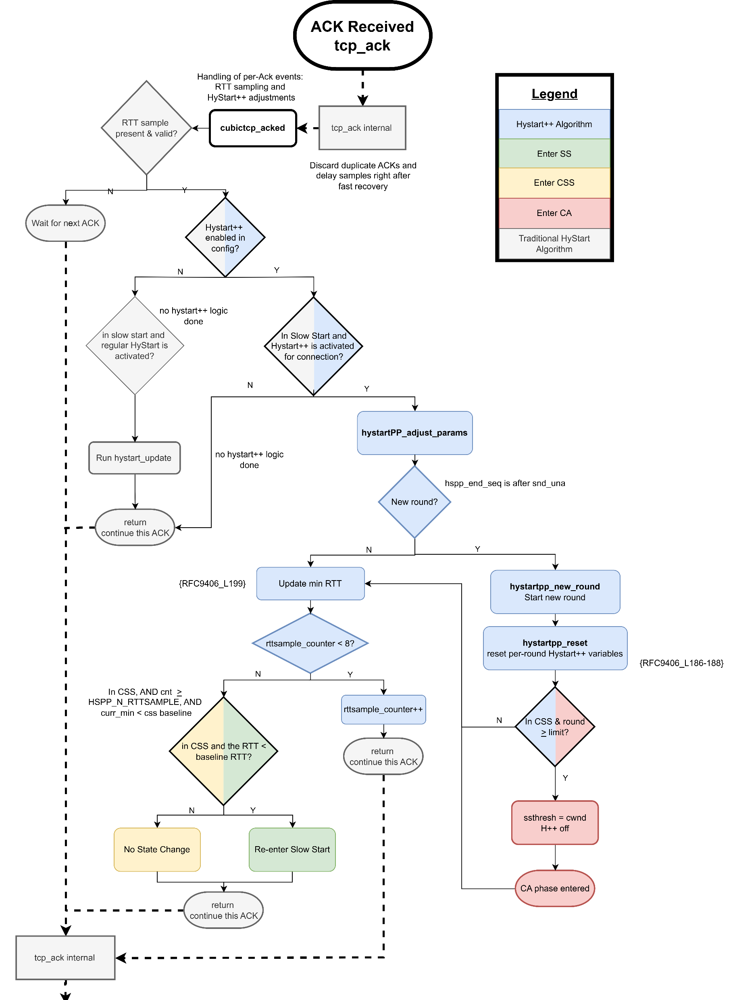 ACK Received
tcp_ack
Handling of per-Ack events:
RTT sampling and
HyStart++ adjustments
Legend
Hystart++ Algorithm
Enter SS
Enter CSS
Enter CA
Traditional HyStart
Algorithm
RTT sample
present & valid?
cubictcp_acked
tcp_ack internal
Discard duplicate ACKs and
delay samples right after
fast recovery
N
Y
Wait for next ACK
Hystart++
enabled in
config?
N
Y
no hystart++ logic
done
in slow start and
regular HyStart is
activated?
In Slow Start and
Hystart++ is activated
for connection?
N
Y
hystartPP_adjust_params
Run hystart_update
no hystart++ logic
done
hspp_end_seq is after snd_una
New round?
return
continue this ACK
N
Y
{RFC9406_L199}
Update min RTT
hystartpp_new_round
Start new round
rttsample_counter < 8?
hystartpp_reset
reset per-round Hystart++ variables
{RFC9406_L186-188}
N
Y
In CSS, AND cnt ≥
HSPP_N_RTTSAMPLE, AND
curr_min < css baseline
rttsample_counter++
N
In CSS & round
≥ limit?
in CSS and the RTT <
baseline RTT?
return
continue this ACK
Y
N
Y
ssthresh = cwnd
H++ off
No State Change
Re-enter Slow Start
CA phase entered
return
continue this ACK
tcp_ack internal